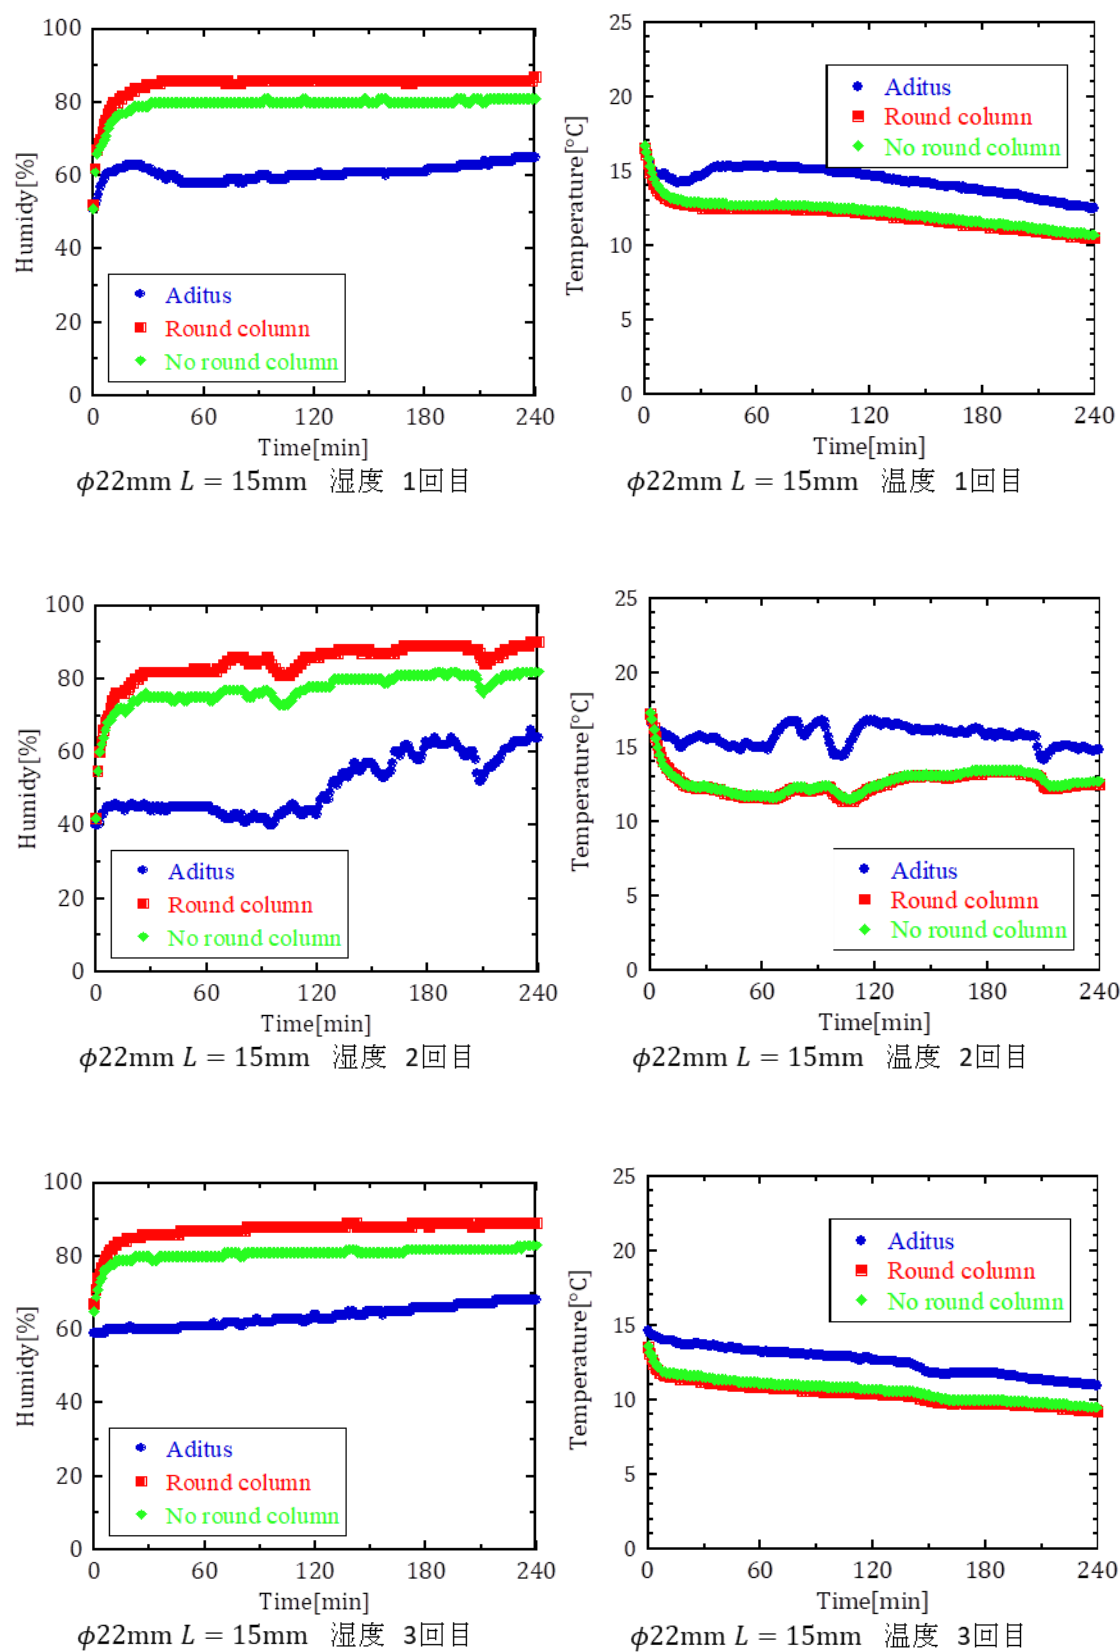 100
80
60
40
20
0
Humidy[%]
Aditus
Round column
No round column
0 60 120 180 240
Time[min]
ϕ22mm L = 15mm 湿度 1回目
25
20
15
10
5
0
Temperature[°C]
Aditus
Round column
No round column
0 60 120 180 240
Time[min]
ϕ22mm L = 15mm 温度 1回目
100
80
60
40
20
0
Humidy[%]
Aditus
Round column
No round column
0 60 120 180 240
Time[min]
ϕ22mm L = 15mm 湿度 2回目
25
20
15
10
5
0
Temperature[°C]
Aditus
Round column
No round column
0 60 120 180 240
Time[min]
ϕ22mm L = 15mm 温度 2回目
100
80
60
40
20
0
Humidy[%]
Aditus
Round column
No round column
0 60 120 180 240
Time[min]
ϕ22mm L = 15mm 湿度 3回目
25
20
15
10
5
0
Temperature[°C]
Aditus
Round column
No round column
0 60 120 180 240
Time[min]
ϕ22mm L = 15mm 温度 3回目